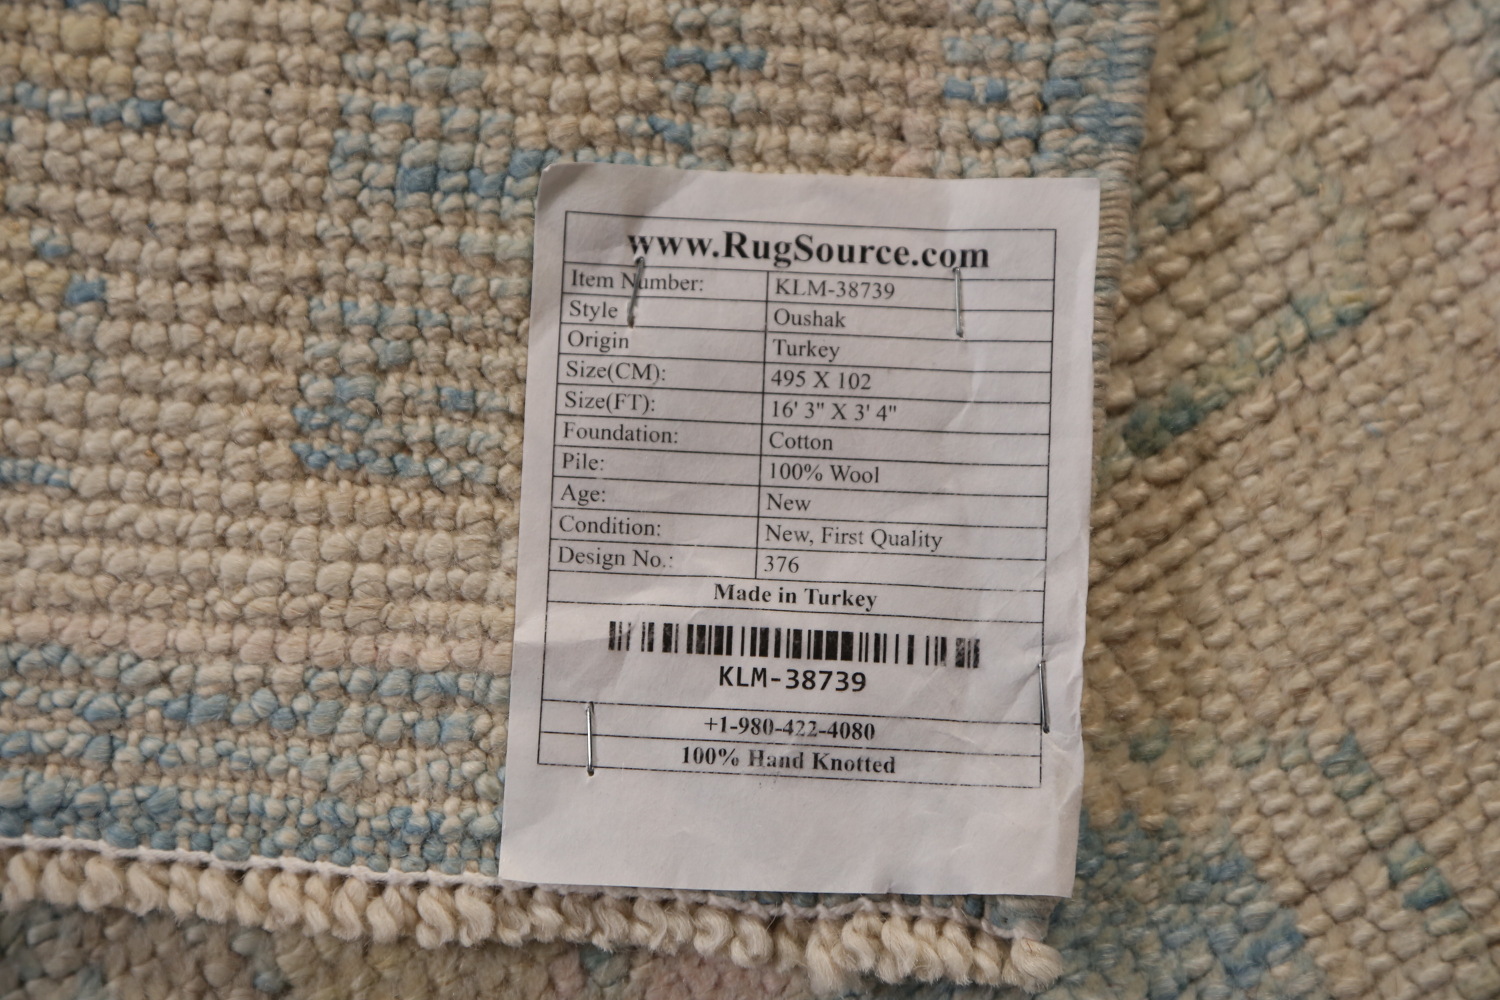 www.RugSource.com
Item Number: KLM-38739
Style Oushak
Origin Turkey
Size(CM): 495 X 102
Size(FT): 16' 3" X 3' 4"
Foundation: Cotton
Pile: 100% Wool
Age: New
Condition: New, First Quality
Design No.: 376
Made in Turkey
KLM-38739
+1-980-422-4080
100% Hand Knotted